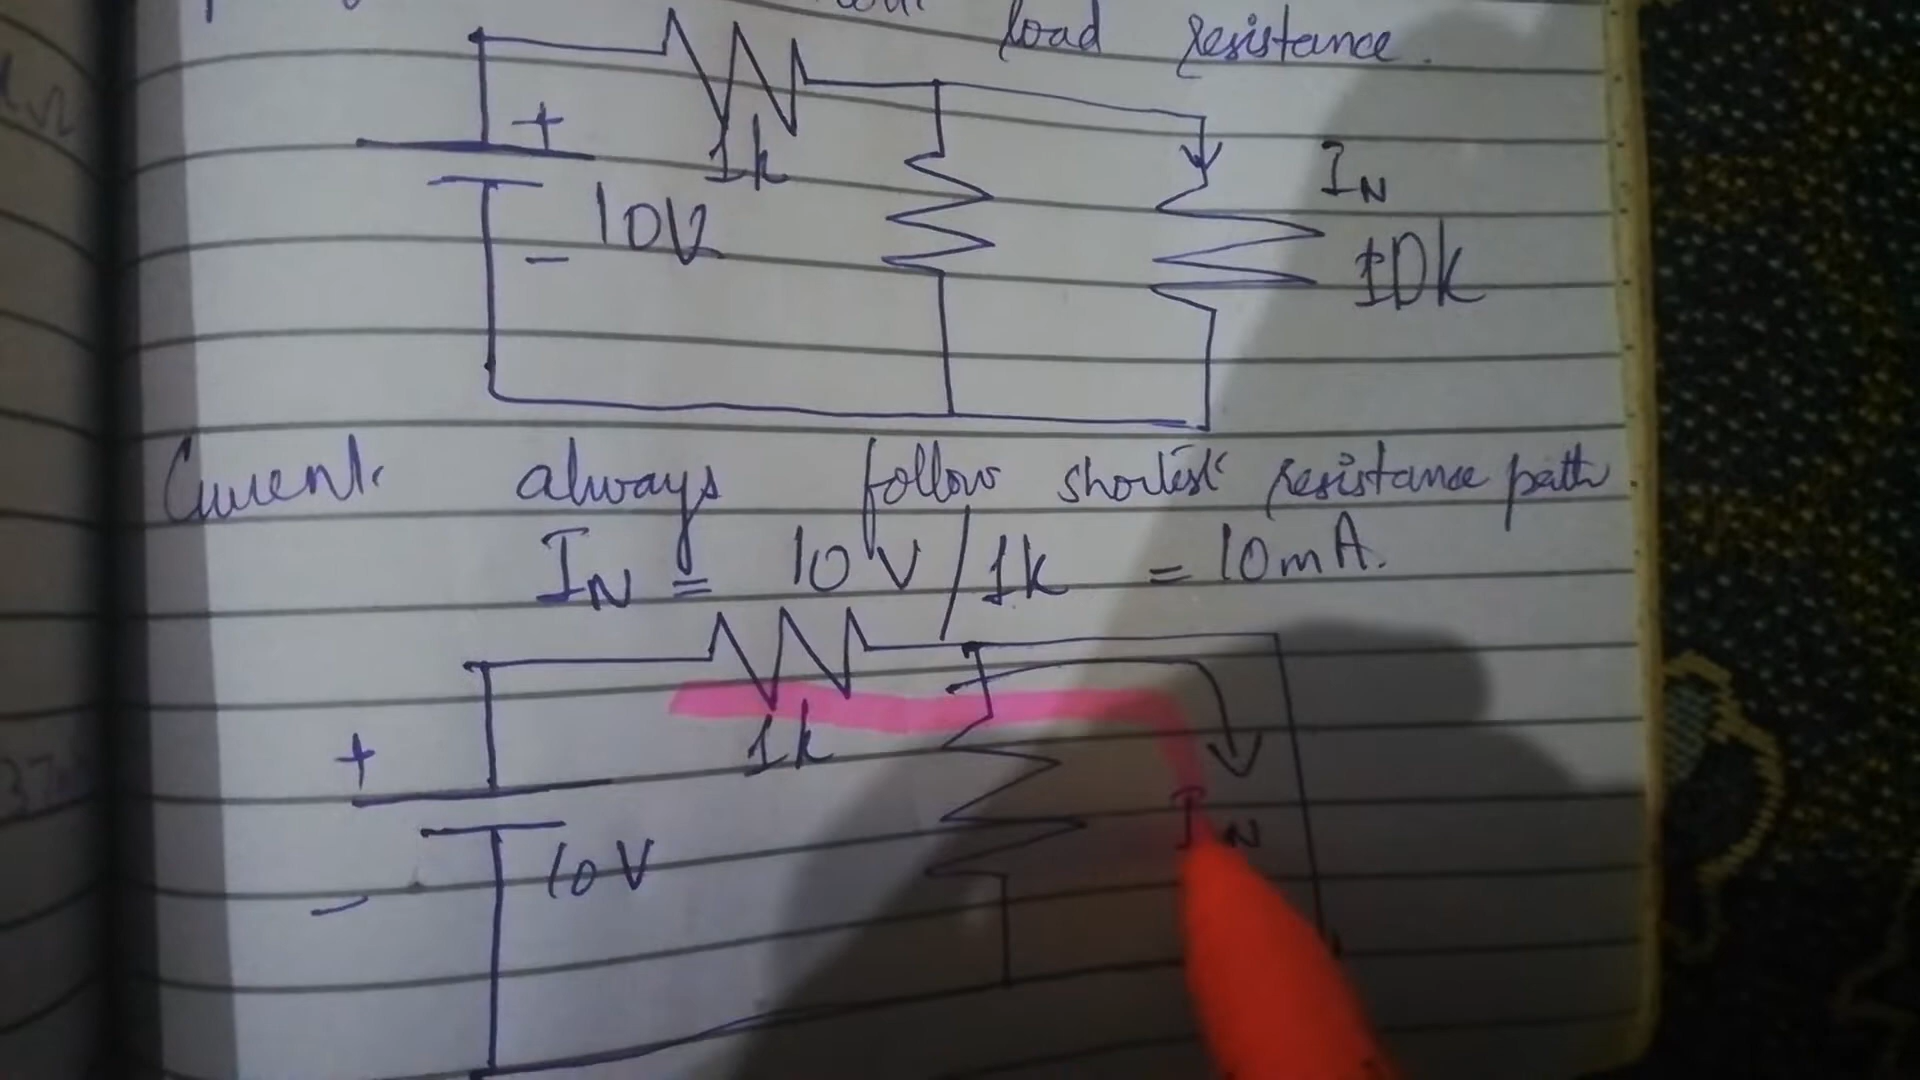 load resistance.
+
1k
IN
10V
10k
-
Current always follow shortest resistance path
IN = 10V/1k = 10mA.
1k
+
IN
10V
-